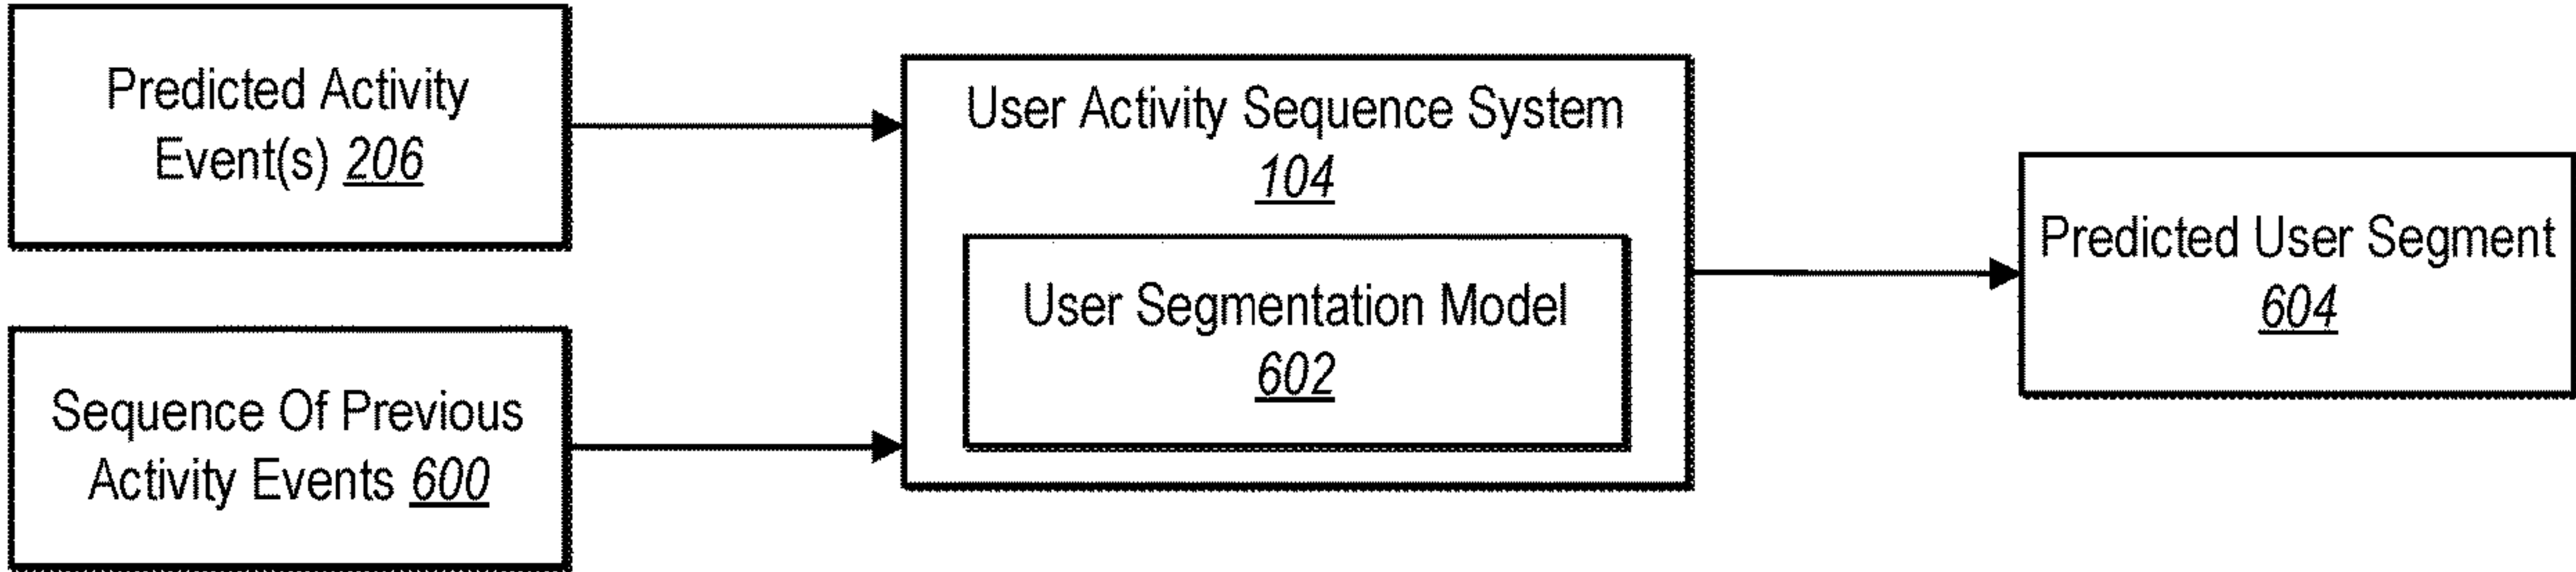 Predicted Activity
Event(s) 206
Sequence Of Previous
Activity Events 600
User Activity Sequence System
104
User Segmentation Model
602
Predicted User Segment
604